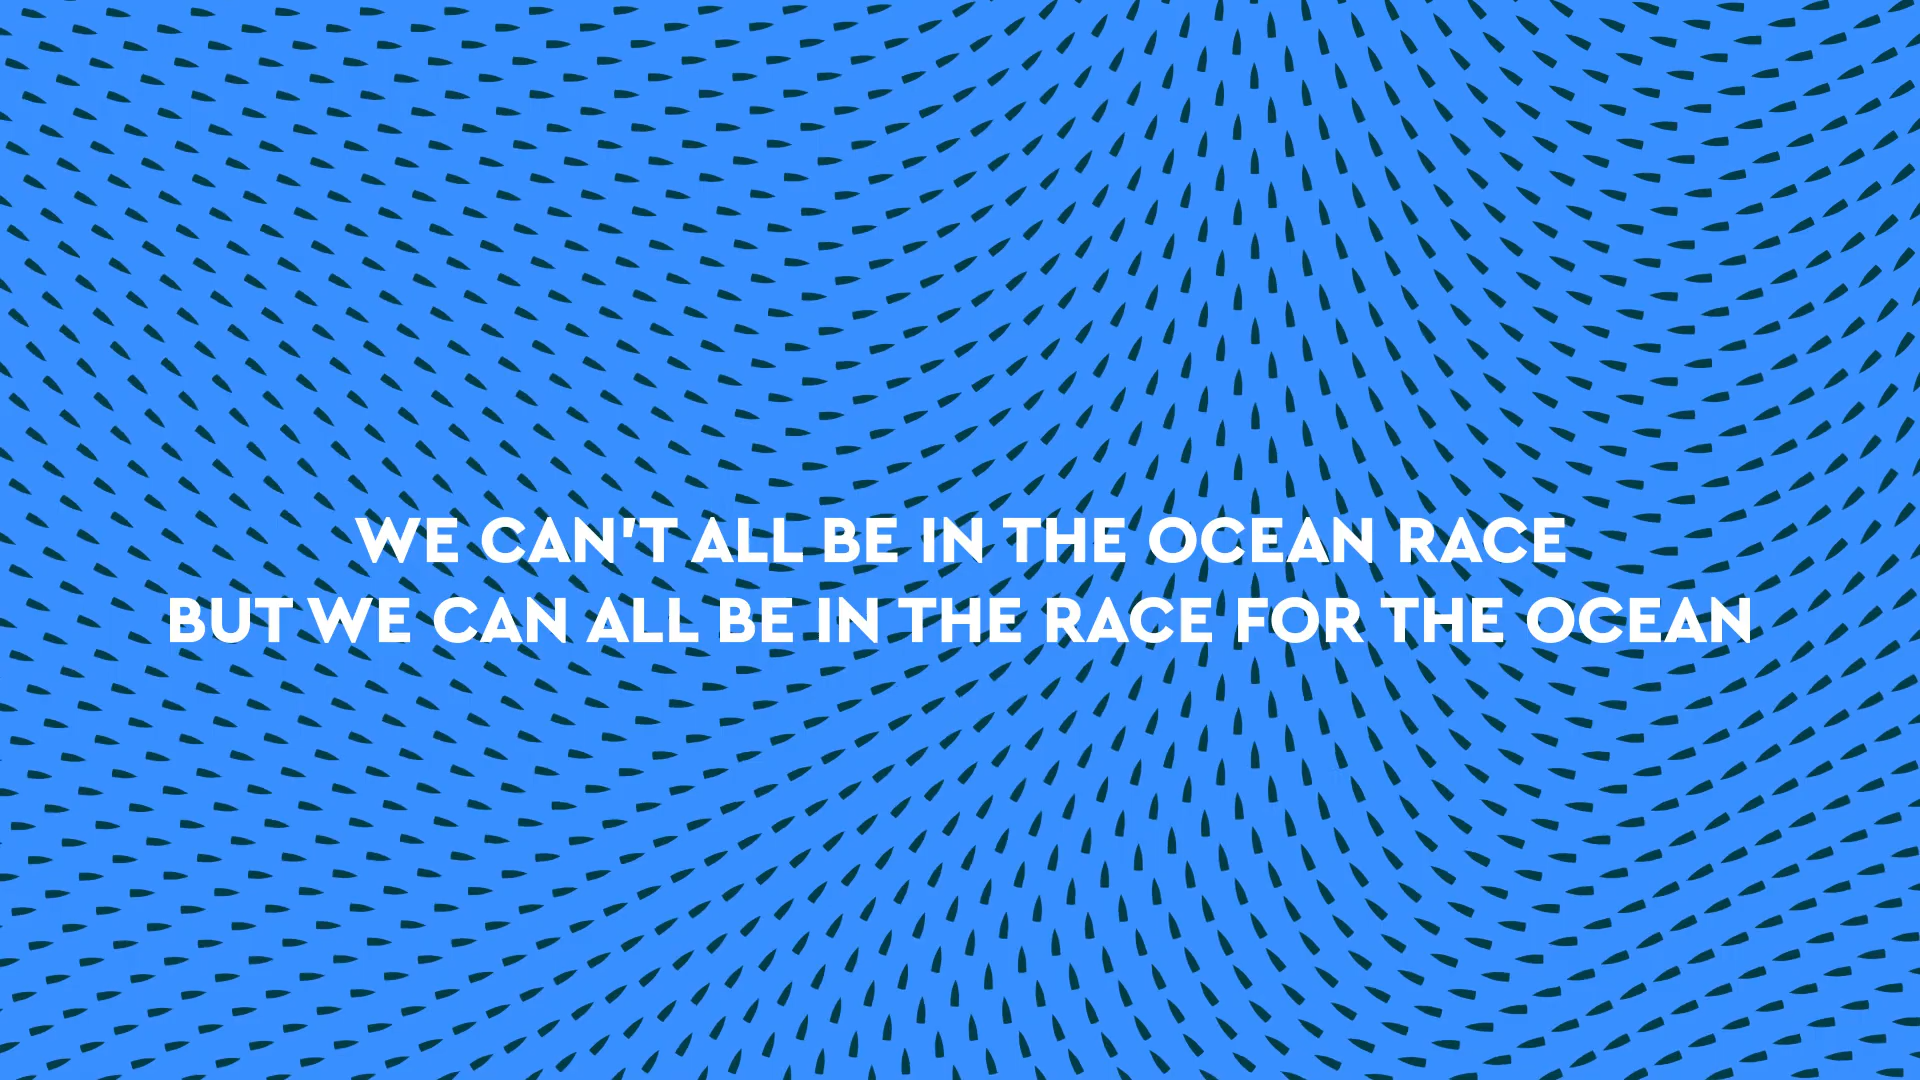 WE CAN'T ALL BE IN THE OCEAN RACE
BUT WE CAN ALL BE IN THE RACE FOR THE OCEAN